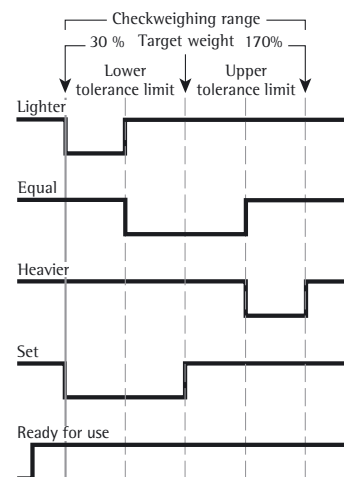 Checkweighing range
30 % Target weight 170%
Lower tolerance limit
Upper tolerance limit
Lighter
Equal
Heavier
Set
Ready for use